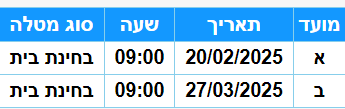 מועד תאריך שעה סוג מטלה
א 20/02/2025 09:00 בחינת בית
ב 27/03/2025 09:00 בחינת בית